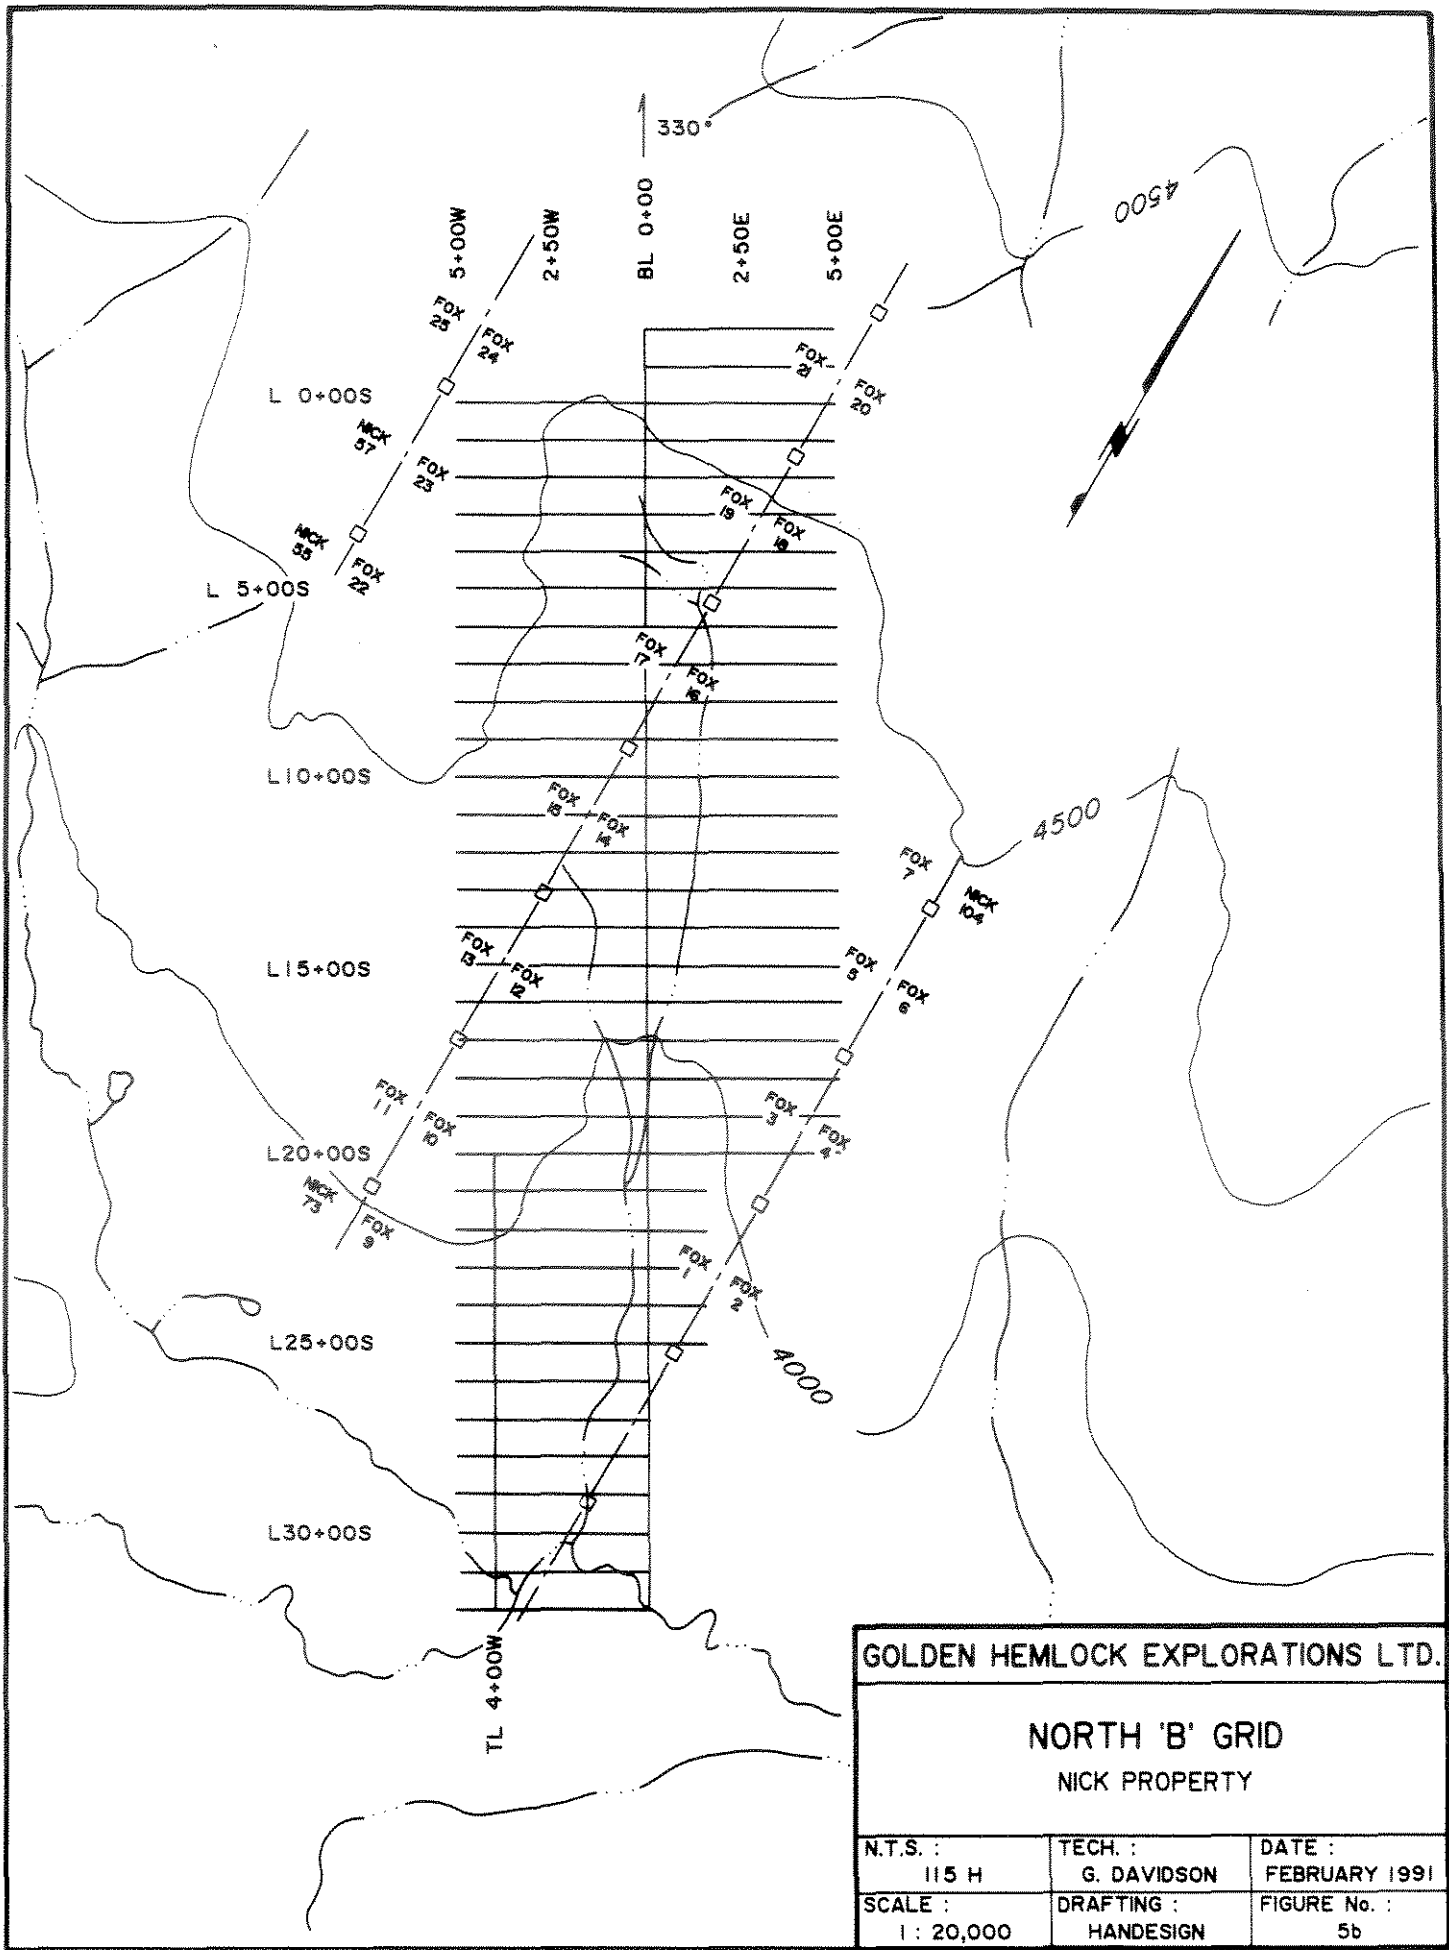 330°
4500
5+00W
2+50W
BL 0+00
2+50E
5+00E
FOX
25
FOX
24
FOX
21
FOX
20
L 0+00S
NICK
57
FOX
23
FOX
19
FOX
18
NICK
55
FOX
22
L 5+00S
FOX
17
FOX
16
L10+00S
FOX
15
FOX
14
4500
FOX
7
NICK
104
FOX
13
FOX
12
L15+00S
FOX
5
FOX
6
FOX
11
FOX
10
FOX
3
FOX
4
L20+00S
NICK
73
FOX
9
FOX
1
FOX
2
L25+00S
4000
L30+00S
TL 4+00W
GOLDEN HEMLOCK EXPLORATIONS LTD.
NORTH 'B' GRID
NICK PROPERTY
N.T.S. :
115 H
TECH. :
G. DAVIDSON
DATE :
FEBRUARY 1991
SCALE :
1 : 20,000
DRAFTING :
HANDESIGN
FIGURE No. :
5b